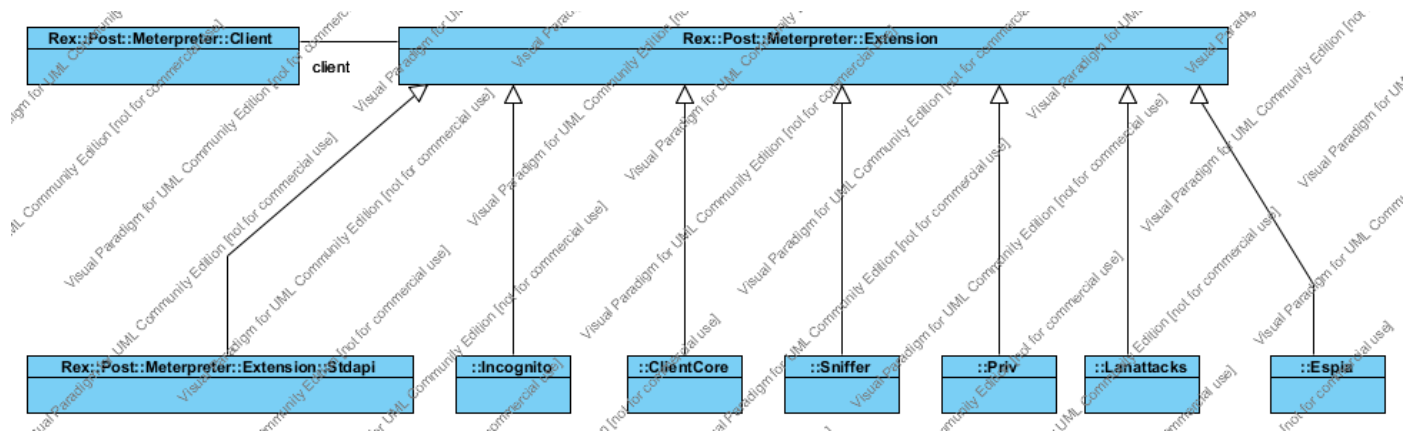 Rex::Post::Meterpreter::Client
Rex::Post::Meterpreter::Extension
client
Rex::Post::Meterpreter::Extension::Stdapi
::Incognito
::ClientCore
::Sniffer
::Priv
::Lanattacks
::Espia
Visual Paradigm for UML Community Edition [not for commercial use]